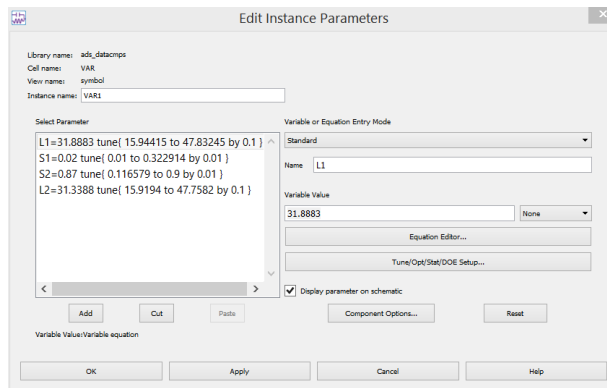 Edit Instance Parameters
Library name: ads_datacmps
Cell name: VAR
View name: symbol
Instance name: VAR1
Select Parameter
L1=31.8883 tune{ 15.94415 to 47.83245 by 0.1 }
S1=0.02 tune{ 0.01 to 0.322914 by 0.01 }
S2=0.87 tune{ 0.116579 to 0.9 by 0.01 }
L2=31.3388 tune{ 15.9194 to 47.7582 by 0.1 }
Add Cut Paste
Variable Value:Variable equation
Variable or Equation Entry Mode
Standard
Name L1
Variable Value
31.8883 None
Equation Editor...
Tune/Opt/Stat/DOE Setup...
Display parameter on schematic
Component Options... Reset
OK Apply Cancel Help